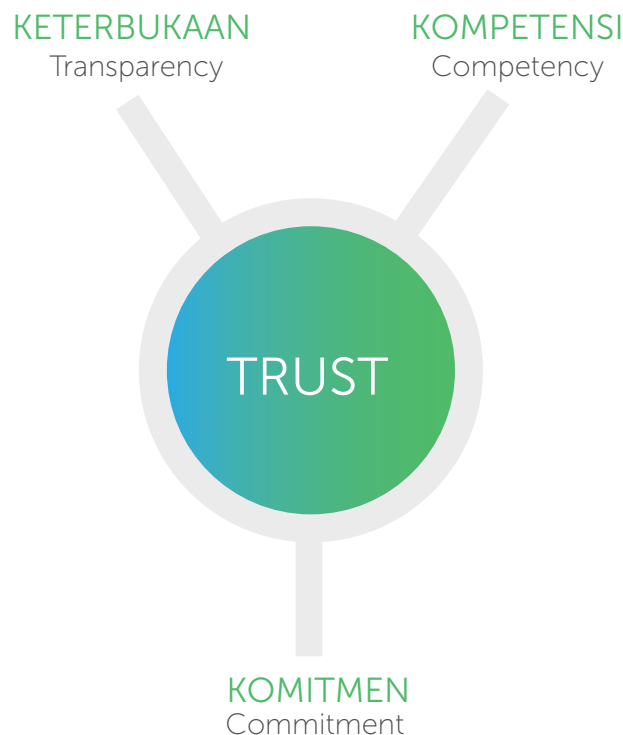 KETERBUKAAN
Transparency
KOMPETENSI
Competency
TRUST
KOMITMEN
Commitment